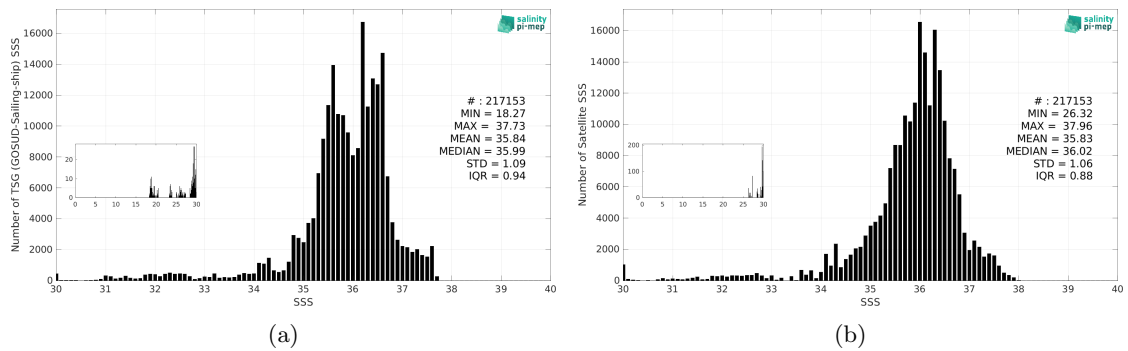 salinity
pi-mep
Number of TSG (GOSUD-Sailing-ship) SSS
16000
14000
12000
10000
8000
6000
4000
2000
0
# : 217153
MIN = 18.27
MAX = 37.73
MEAN = 35.84
MEDIAN = 35.99
STD = 1.09
IQR = 0.94
20
10
0
0 5 10 15 20 25 30
30 31 32 33 34 35 36 37 38 39 40
SSS
(a)
salinity
pi-mep
Number of Satellite SSS
16000
14000
12000
10000
8000
6000
4000
2000
0
# : 217153
MIN = 26.32
MAX = 37.96
MEAN = 35.83
MEDIAN = 36.02
STD = 1.06
IQR = 0.88
200
100
0
0 5 10 15 20 25 30
30 31 32 33 34 35 36 37 38 39 40
SSS
(b)